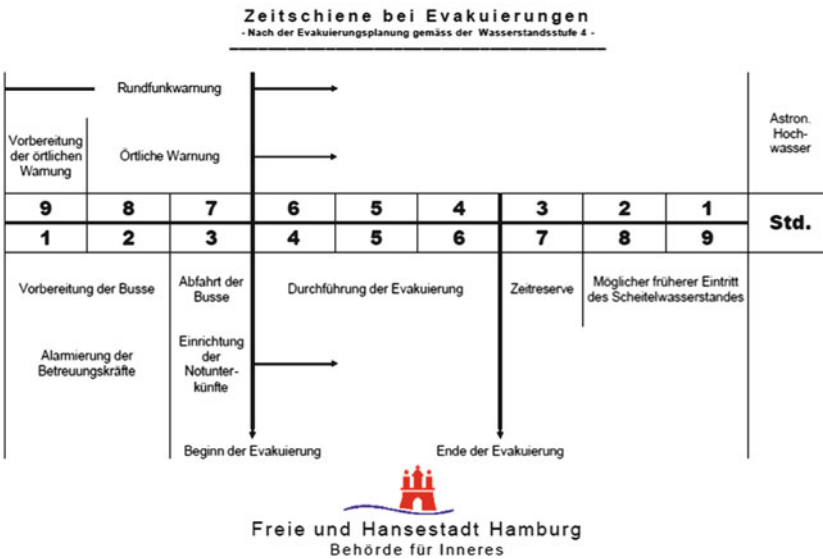 Zeitschiene bei Evakuierungen
- Nach der Evakuierungsplanung gemäss der Wasserstandsstufe 4 -
Rundfunkwarnung
Vorbereitung
der örtlichen
Warnung
Örtliche Warnung
Astron.
Hoch-
wasser
9 8 7 6 5 4 3 2 1
Std.
1 2 3 4 5 6 7 8 9
Vorbereitung der Busse
Abfahrt der
Busse
Durchführung der Evakuierung
Zeitreserve
Möglicher früherer Eintritt
des Scheitelwasserstandes
Alarmierung der
Betreuungskräfte
Einrichtung
der
Notunter-
künfte
Beginn der Evakuierung
Ende der Evakuierung
Freie und Hansestadt Hamburg
Behörde für Inneres